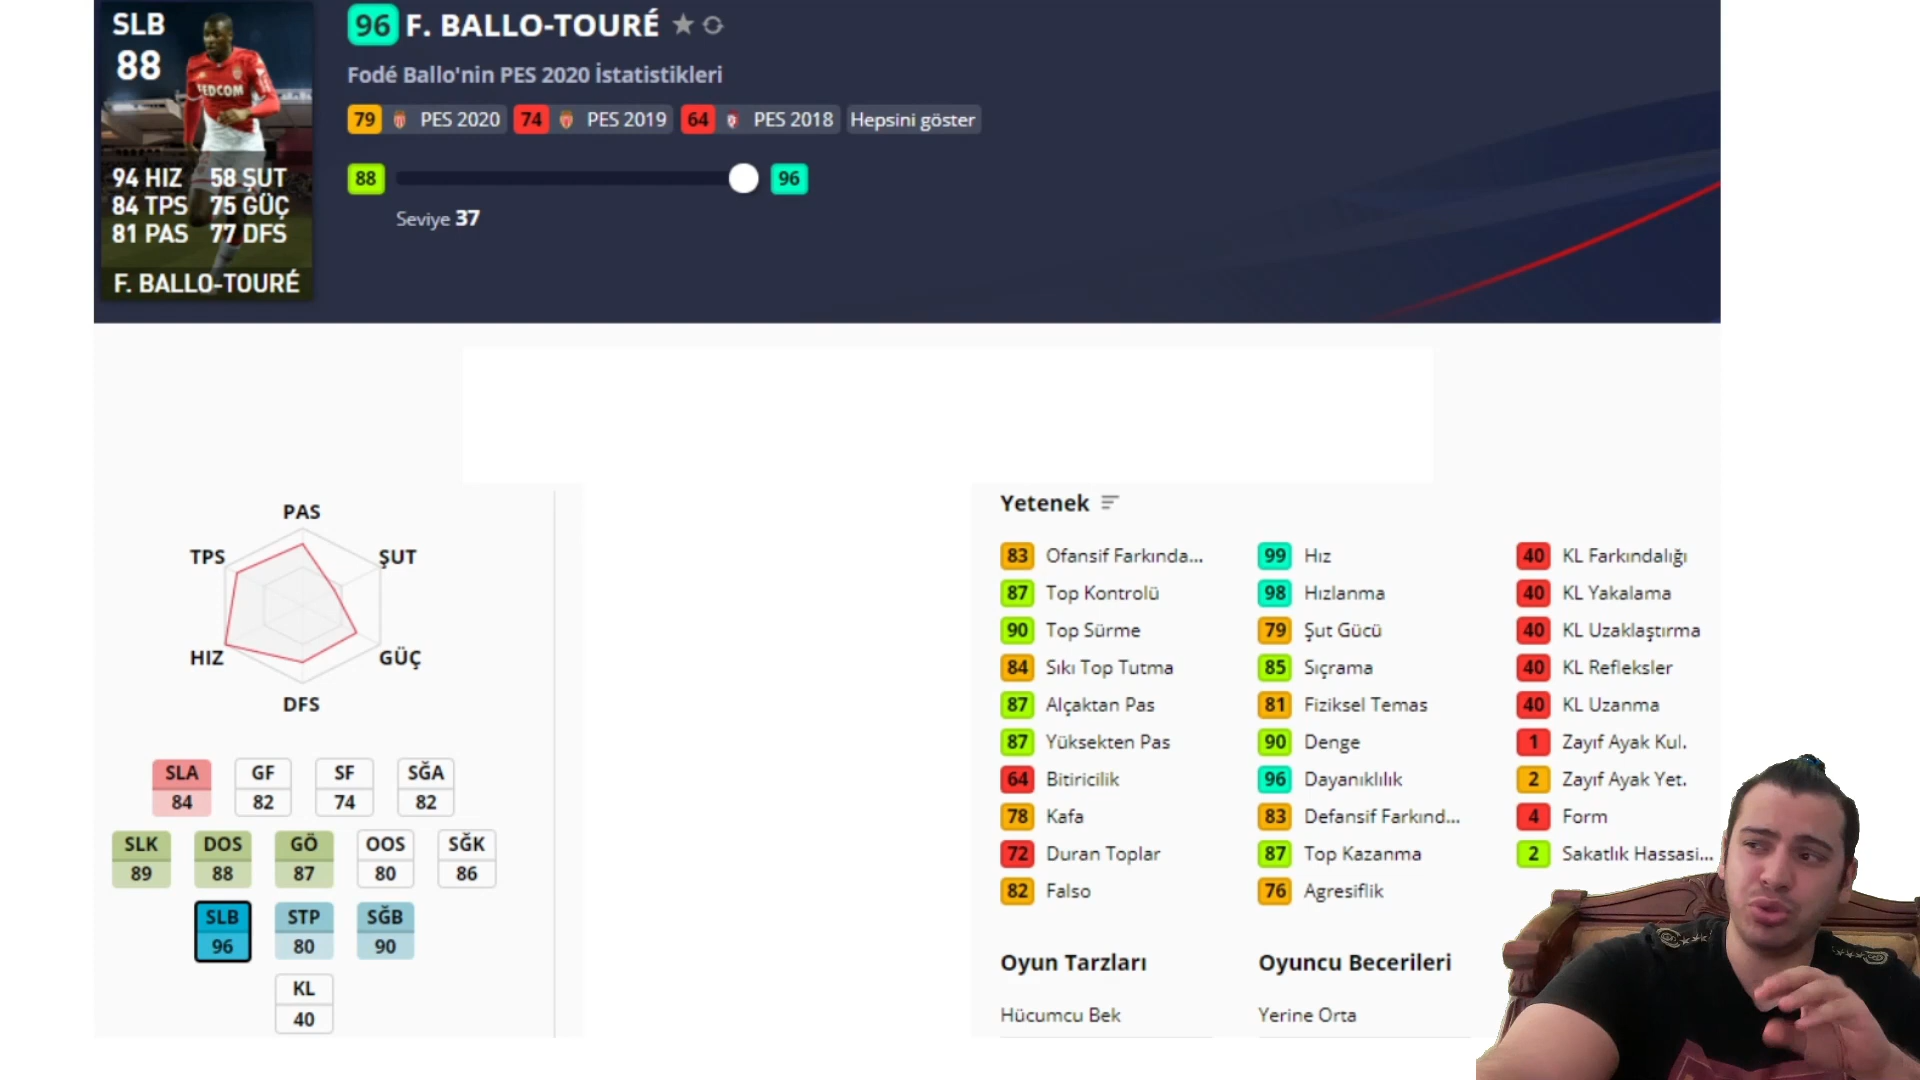 SLB
88
EDCOM
94 HIZ 58 ŞUT
84 TPS 75 GÜÇ
81 PAS 77 DFS
F. BALLO-TOURÉ
96 F. BALLO-TOURÉ
Fodé Ballo'nin PES 2020 İstatistikleri
79 PES 2020 74 PES 2019 64 PES 2018 Hepsini göster
88 96
Seviye 37
PAS
TPS ŞUT
HIZ GÜÇ
DFS
SLA GF SF SĞA
84 82 74 82
SLK DOS GÖ OOS SĞK
89 88 87 80 86
SLB STP SĞB
96 80 90
KL
40
Yetenek
83 Ofansif Farkında... 99 Hız 40 KL Farkındalığı
87 Top Kontrolü 98 Hızlanma 40 KL Yakalama
90 Top Sürme 79 Şut Gücü 40 KL Uzaklaştırma
84 Sıkı Top Tutma 85 Sıçrama 40 KL Refleksler
87 Alçaktan Pas 81 Fiziksel Temas 40 KL Uzanma
87 Yüksekten Pas 90 Denge 1 Zayıf Ayak Kul.
64 Bitiricilik 96 Dayanıklılık 2 Zayıf Ayak Yet.
78 Kafa 83 Defansif Farkınd... 4 Form
72 Duran Toplar 87 Top Kazanma 2 Sakatlık Hassasi...
82 Falso 76 Agresiflik
Oyun Tarzları Oyuncu Becerileri
Hücumcu Bek Yerine Orta